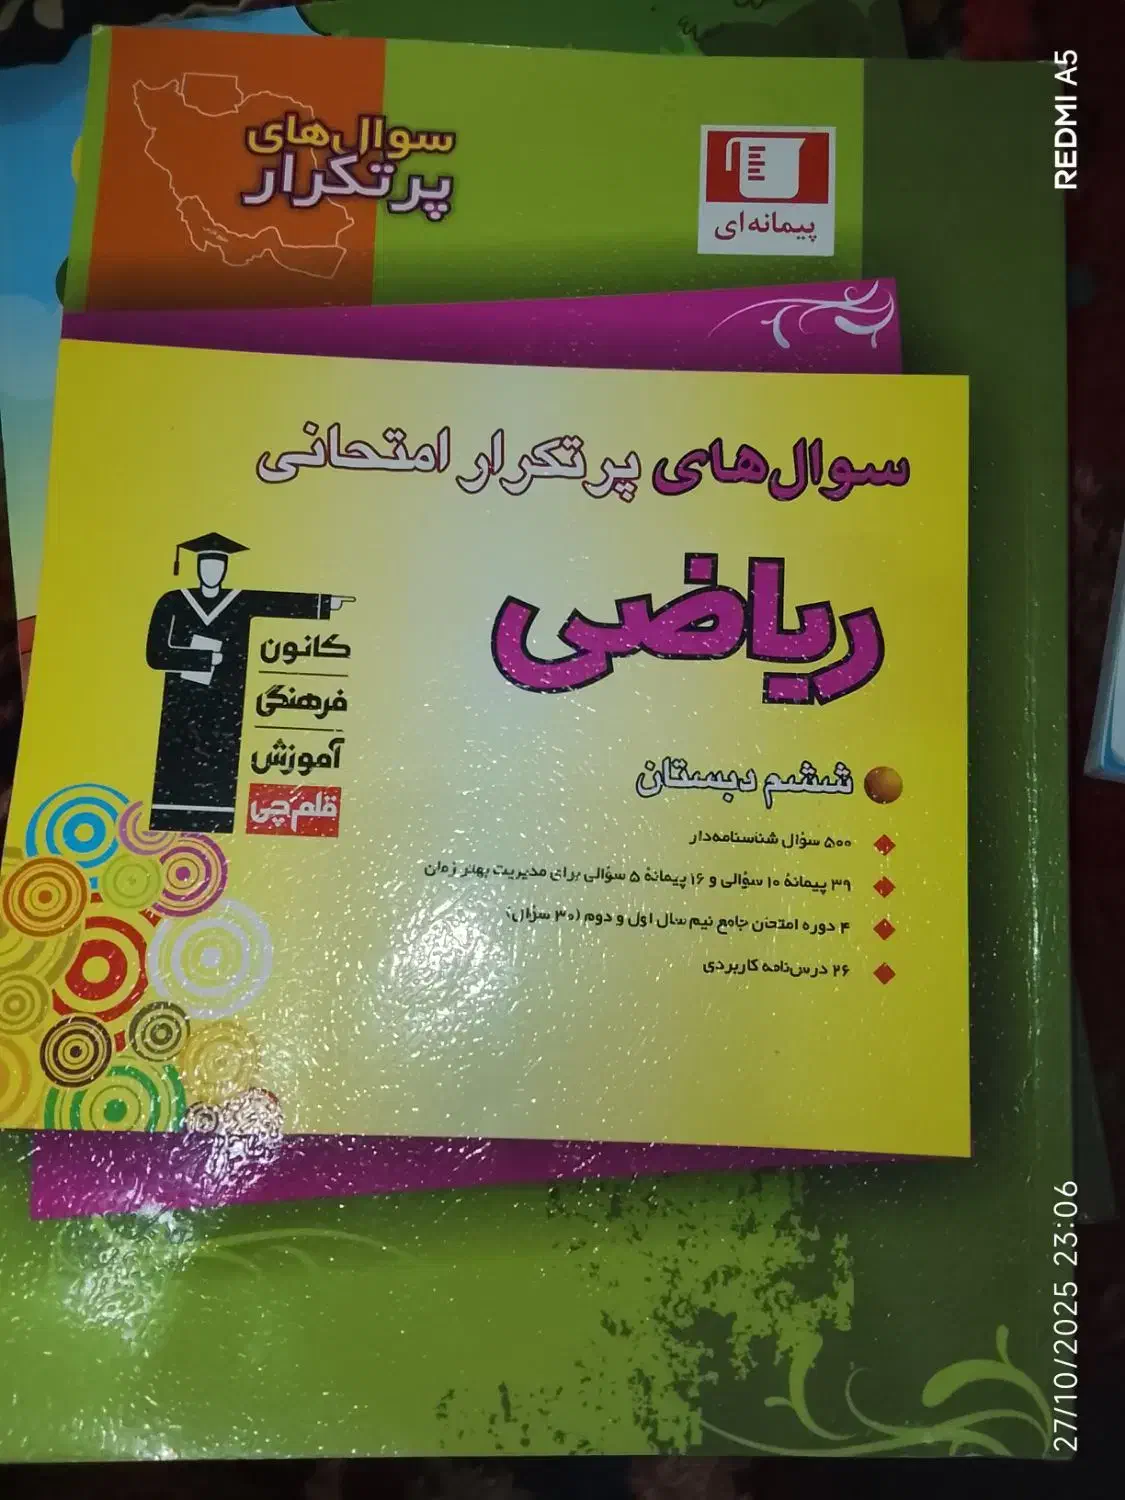 سوال‌های
پرتکرار
پیمانه‌ای
سوال‌های پرتکرار امتحانی
ریاضی
کانون
فرهنگی
آموزش
قلم‌چی
ششم دبستان
۵۰۰ سؤال شناسنامه‌دار
۳۹ پیمانهٔ ۱۰ سؤالی و ۱۶ پیمانهٔ ۵ سؤالی برای مدیریت بهتر زمان
۴ دوره امتحان جامع نیم سال اول و دوم (۳۰ سؤال)
۲۶ درس‌نامه کاربردی
REDMI A5
27/10/2025 23:06